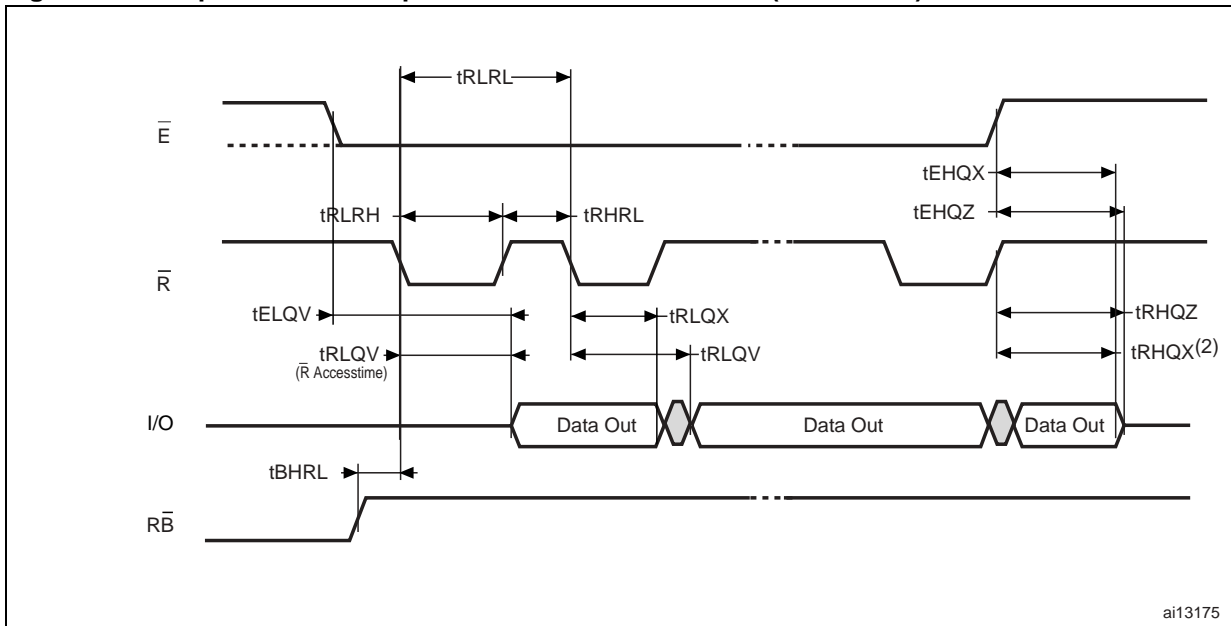 tRLRL
E̅
tEHQX
tEHQZ
tRLRH
tRHRL
R̅
tELQV
tRLQX
tRHQZ
tRLQV
(R̅ Accesstime)
tRLQV
tRHQX(2)
I/O
Data Out
Data Out
Data Out
tBHRL
RB̅
ai13175